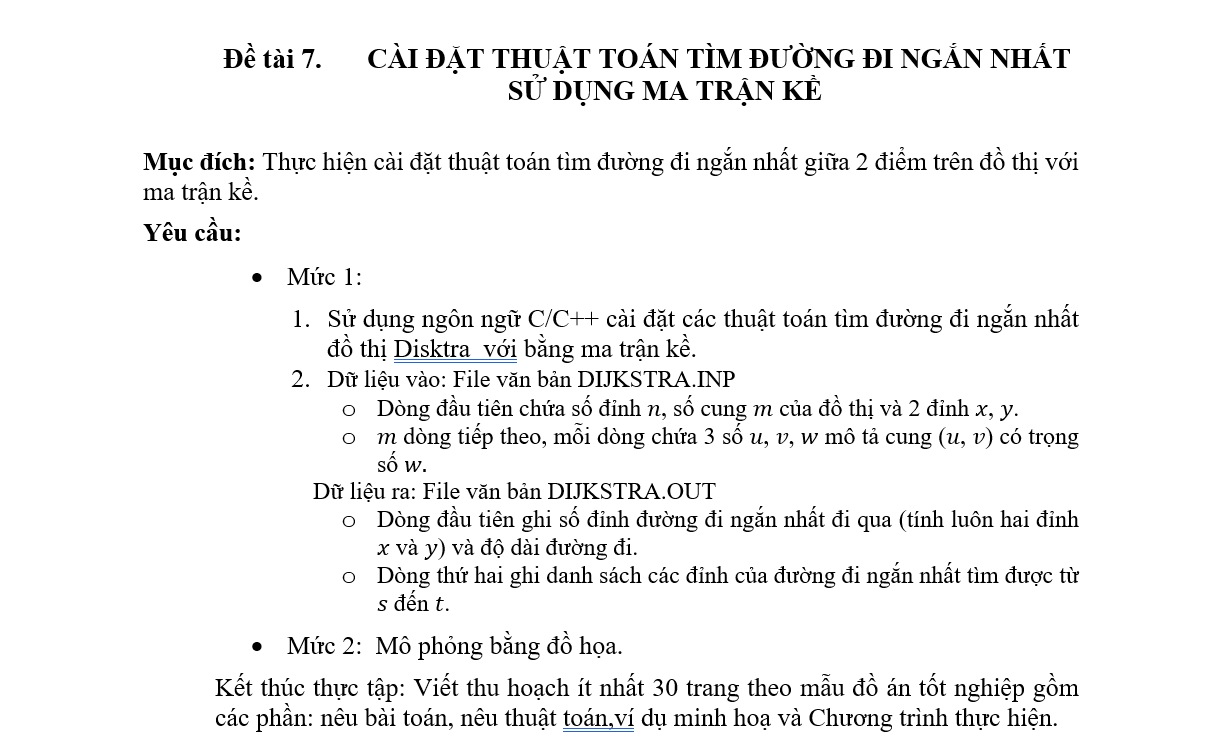 Đề tài 7. CÀI ĐẶT THUẬT TOÁN TÌM ĐƯỜNG ĐI NGẮN NHẤT
SỬ DỤNG MA TRẬN KỀ
Mục đích: Thực hiện cài đặt thuật toán tìm đường đi ngắn nhất giữa 2 điểm trên đồ thị với
ma trận kề.
Yêu cầu:
• Mức 1:
1. Sử dụng ngôn ngữ C/C++ cài đặt các thuật toán tìm đường đi ngắn nhất
đồ thị Disktra với bằng ma trận kề.
2. Dữ liệu vào: File văn bản DIJKSTRA.INP
o Dòng đầu tiên chứa số đỉnh n, số cung m của đồ thị và 2 đỉnh x, y.
o m dòng tiếp theo, mỗi dòng chứa 3 số u, v, w mô tả cung (u, v) có trọng
số w.
Dữ liệu ra: File văn bản DIJKSTRA.OUT
o Dòng đầu tiên ghi số đỉnh đường đi ngắn nhất đi qua (tính luôn hai đỉnh
x và y) và độ dài đường đi.
o Dòng thứ hai ghi danh sách các đỉnh của đường đi ngắn nhất tìm được từ
s đến t.
• Mức 2: Mô phỏng bằng đồ họa.
Kết thúc thực tập: Viết thu hoạch ít nhất 30 trang theo mẫu đồ án tốt nghiệp gồm
các phần: nêu bài toán, nêu thuật toán,ví dụ minh hoạ và Chương trình thực hiện.